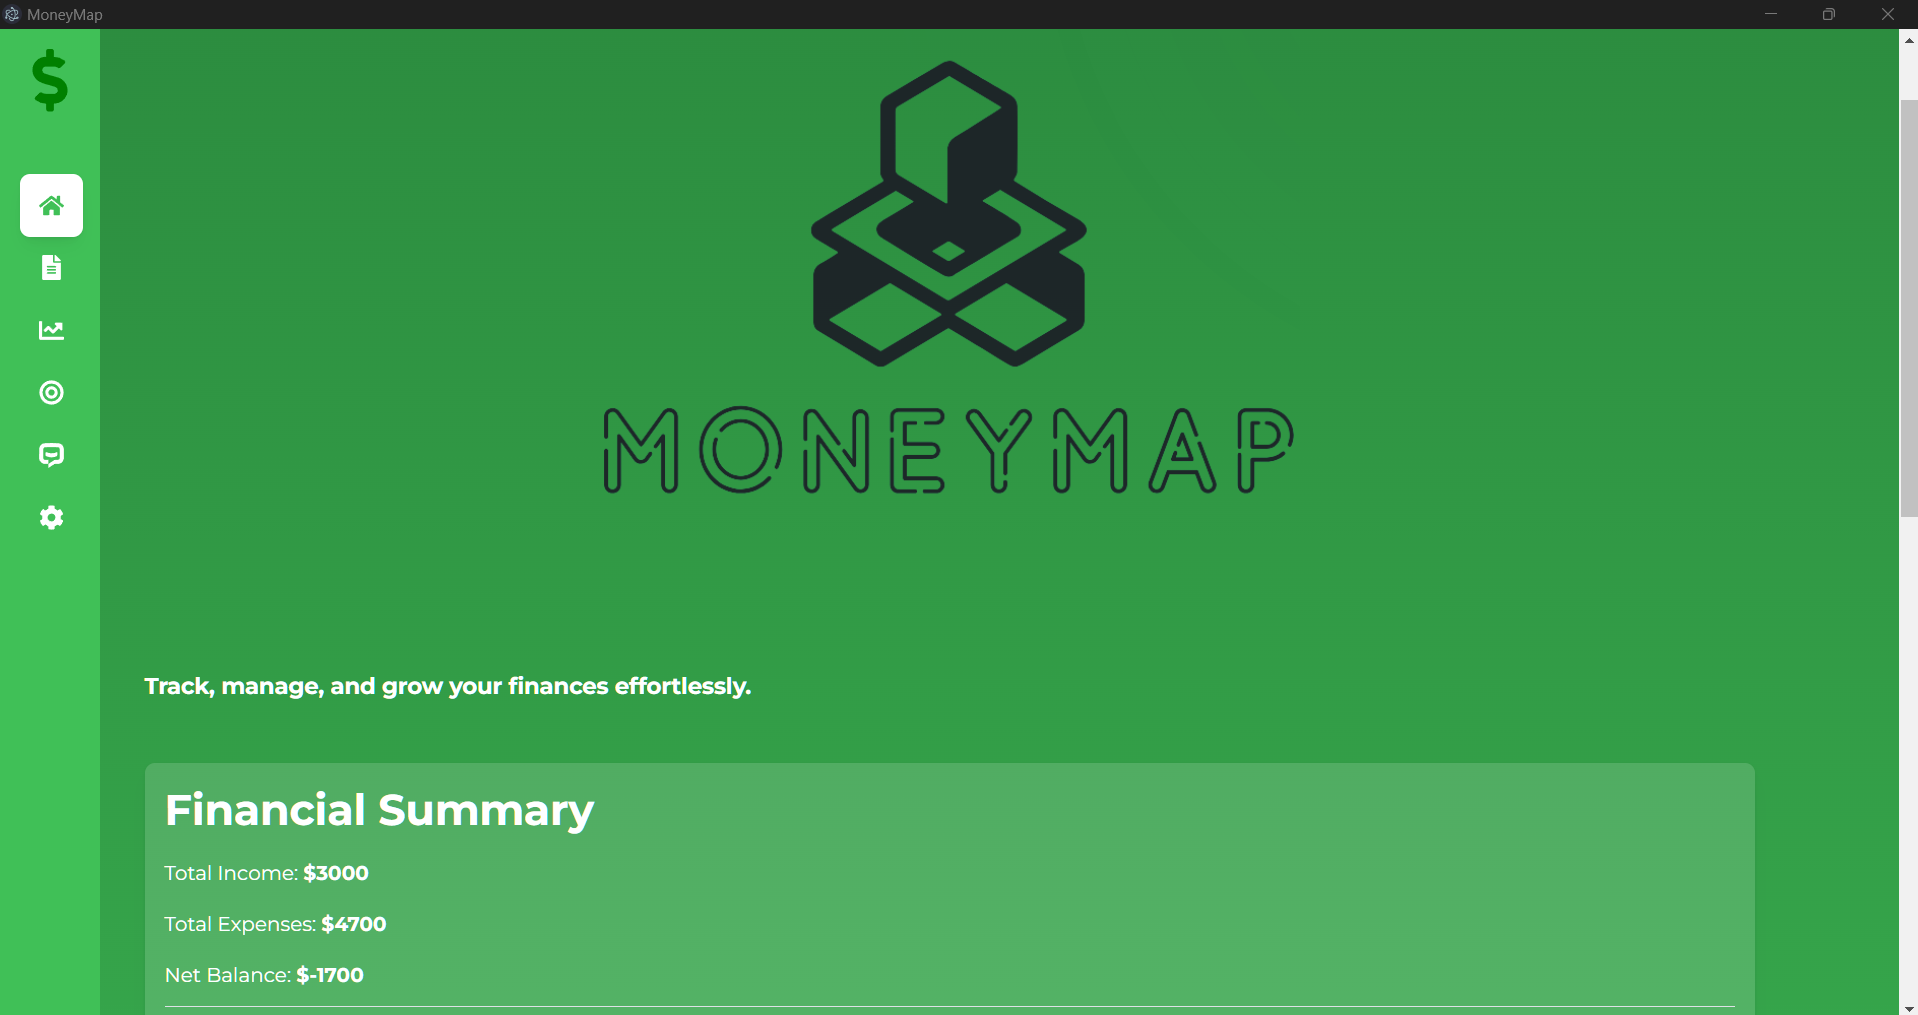 MoneyMap
$
MONEYMAP
Track, manage, and grow your finances effortlessly.
Financial Summary
Total Income: $3000
Total Expenses: $4700
Net Balance: $-1700